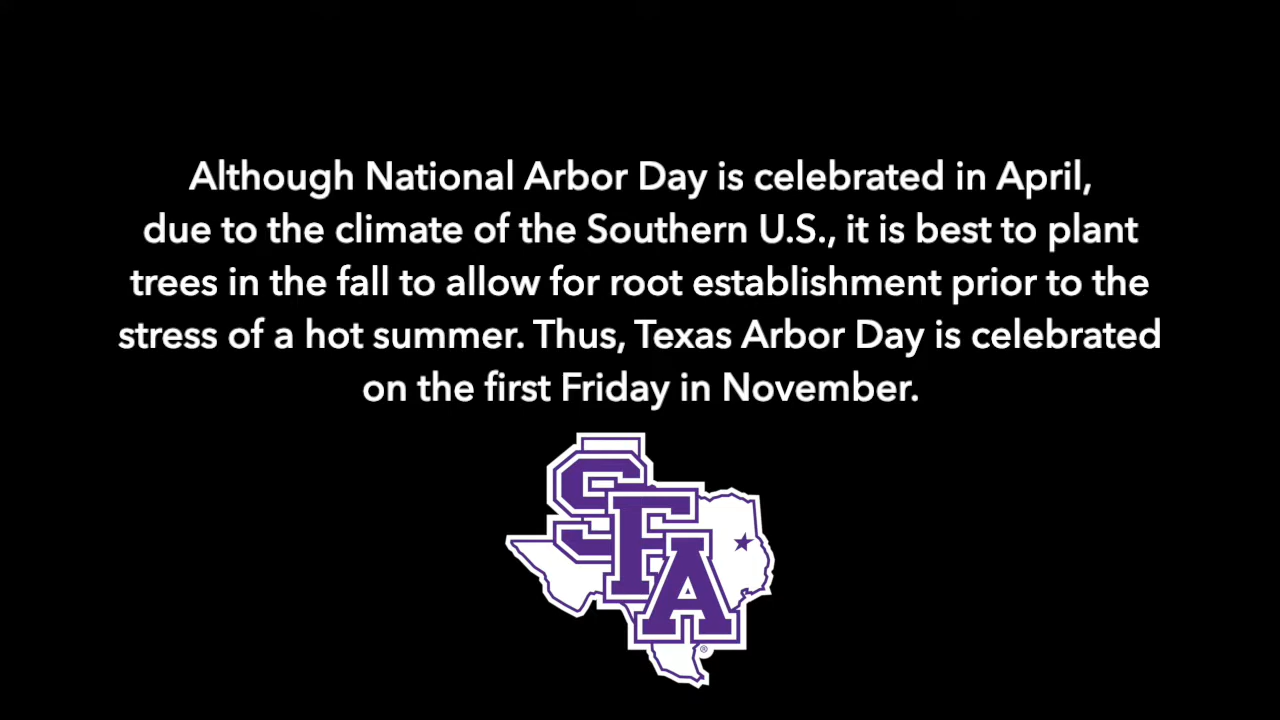 Although National Arbor Day is celebrated in April,
due to the climate of the Southern U.S., it is best to plant
trees in the fall to allow for root establishment prior to the
stress of a hot summer. Thus, Texas Arbor Day is celebrated
on the first Friday in November.
SFA
®